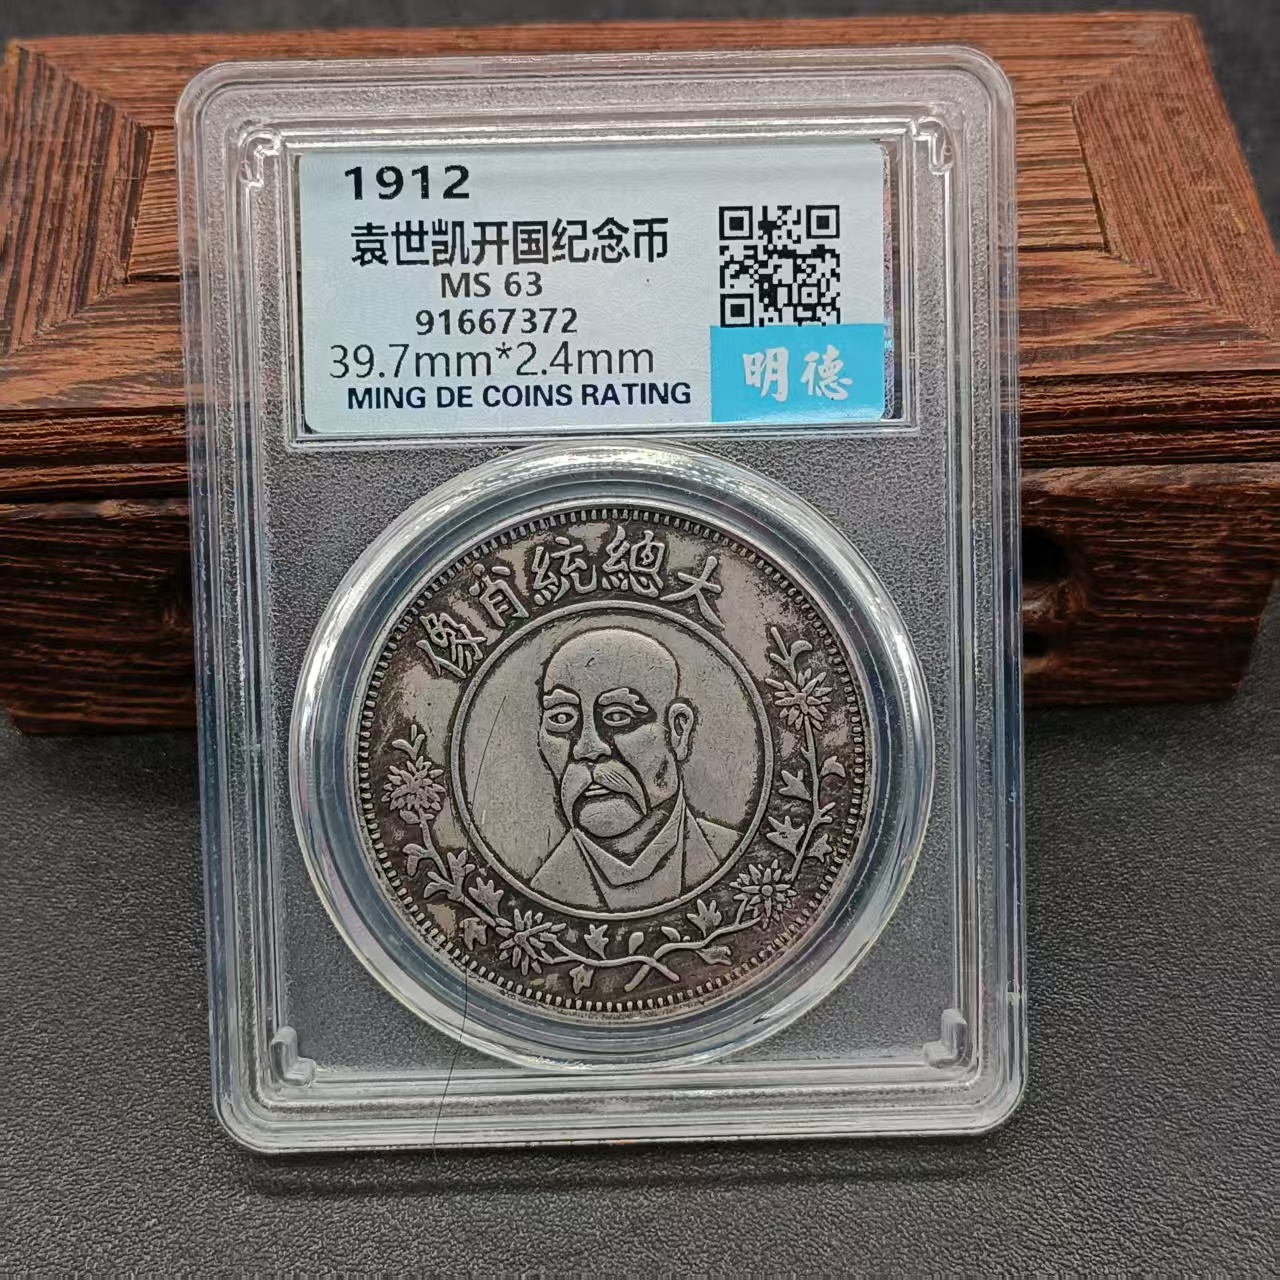 1912
袁世凯开国纪念币
MS 63
91667372
39.7mm*2.4mm
MING DE COINS RATING
明德
大總統肖像